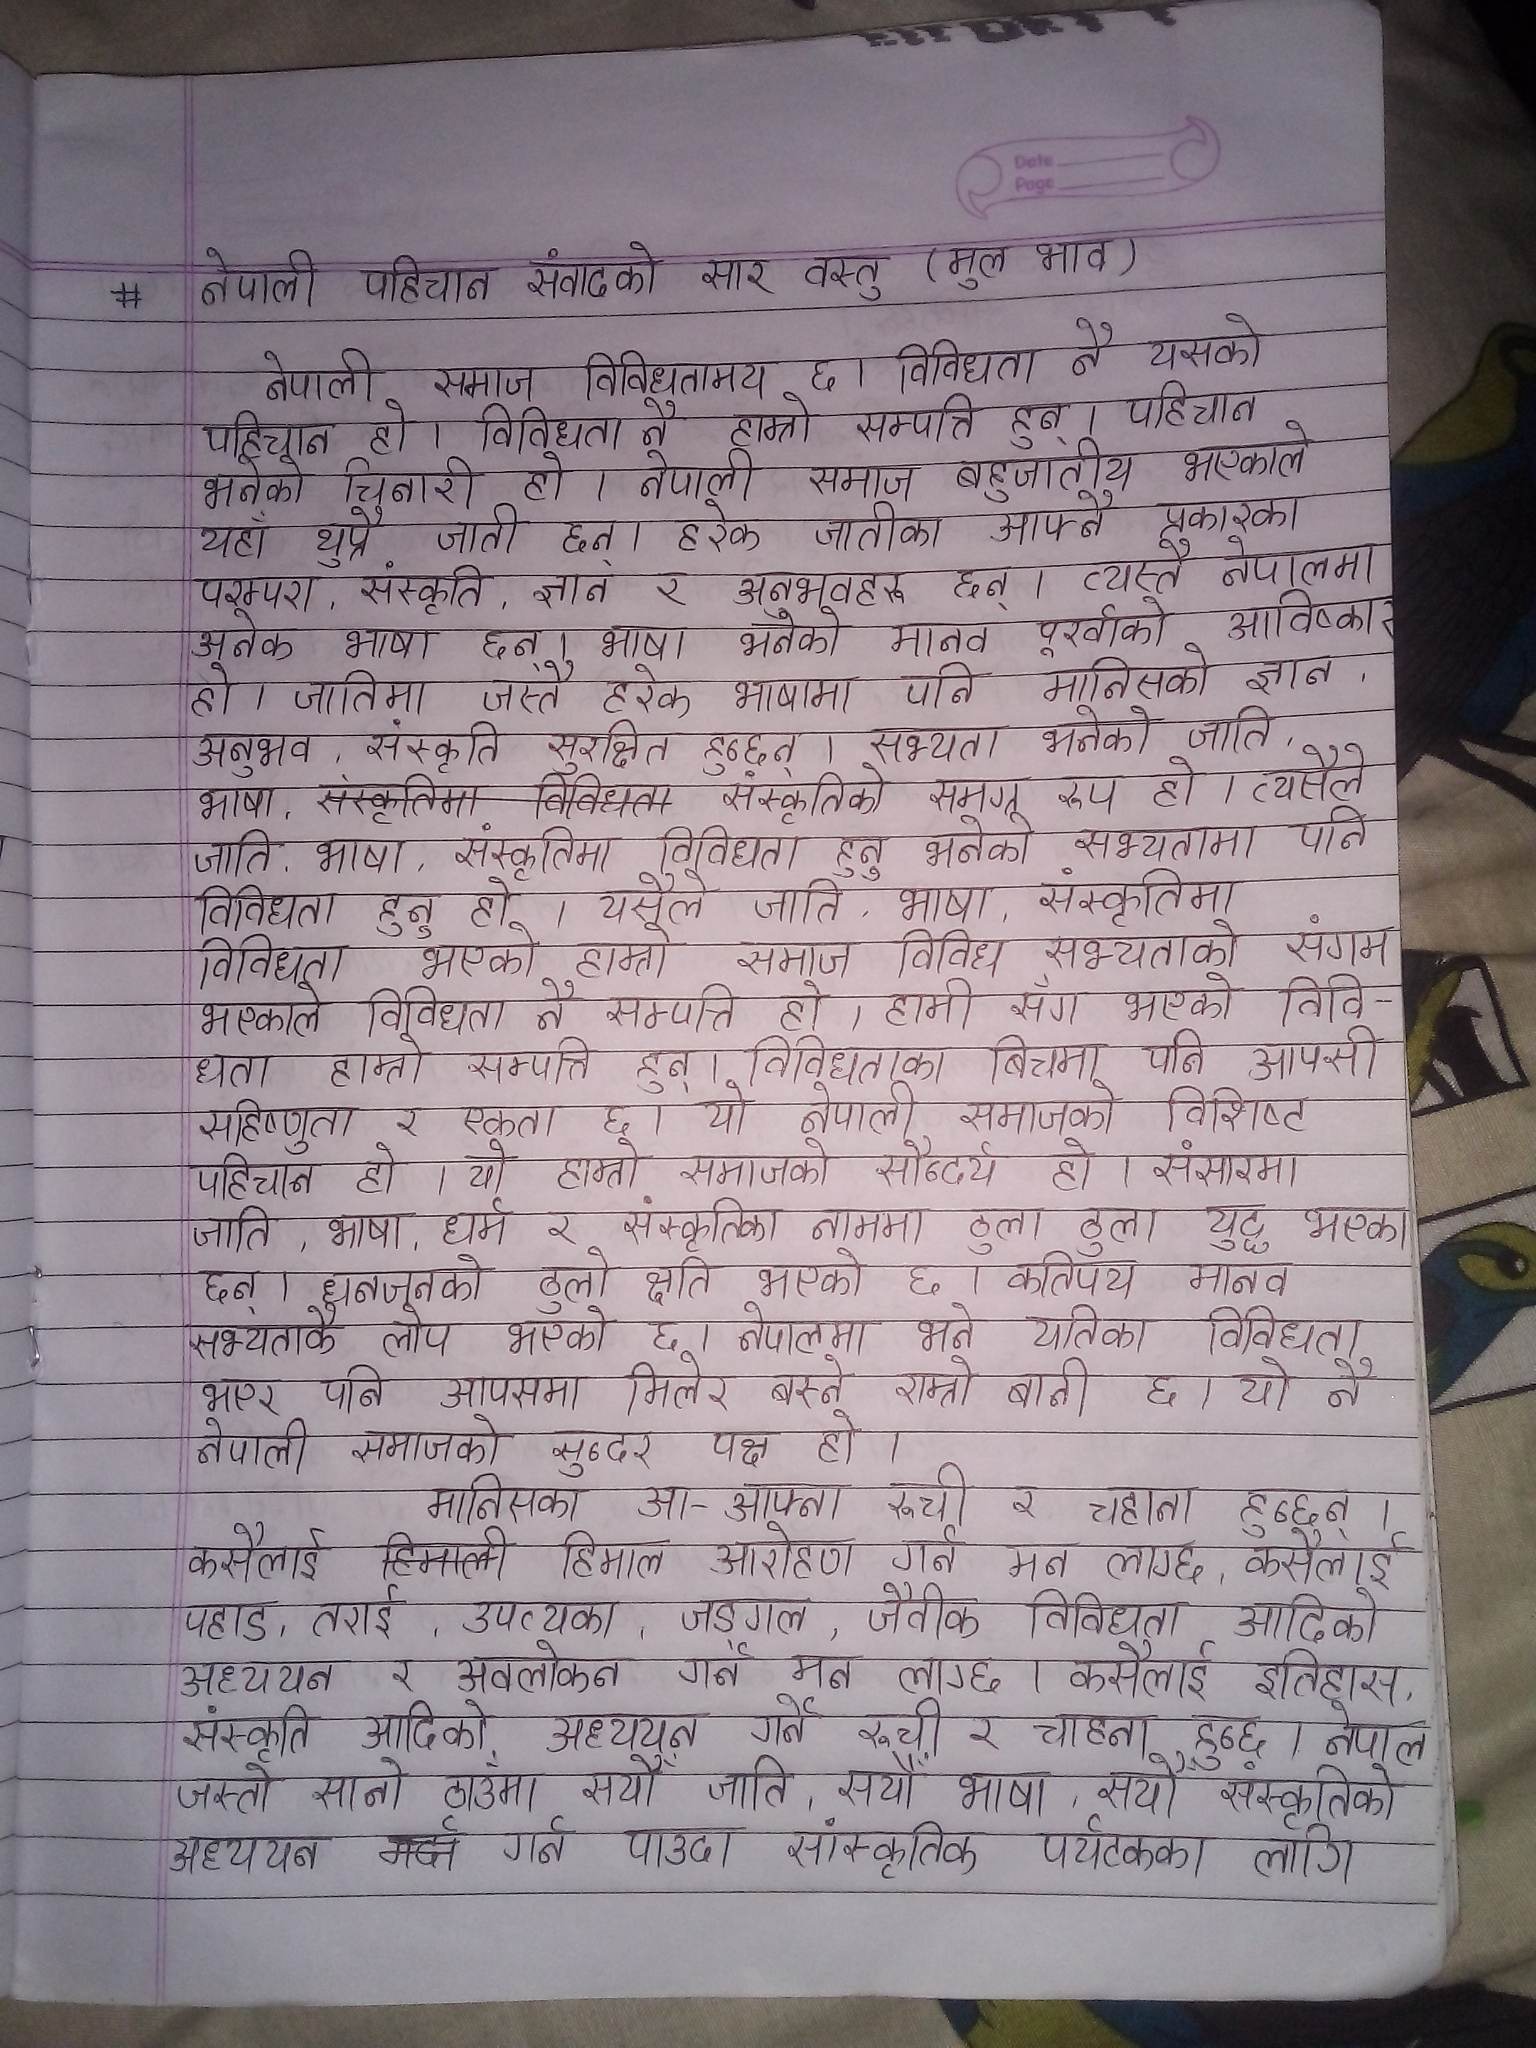 Date
Page
# नेपाली पहिचान संवादको सार वस्तु (मुल भाव)
नेपाली समाज विविधतामय छ। विविधता नै यसको
पहिचान हो। विविधता नै हाम्रो सम्पत्ति हुन्। पहिचान
भनेको चिनारी हो। नेपाली समाज बहुजातीय भएकाले
यहाँ थुप्रै जाती छन्। हरेक जातीका आफ्नै प्रकारका
परम्परा, संस्कृति, ज्ञान र अनुभवहरू छन्। त्यस्तै नेपालमा
अनेक भाषा छन्। भाषा भनेको मानव पूर्खाको आविष्कार
हो। जातिमा जस्तै हरेक भाषामा पनि मानिसको ज्ञान,
अनुभव, संस्कृति सुरक्षित हुन्छन्। सभ्यता भनेको जाति,
भाषा, संस्कृतिमा विविधता संस्कृतिको समग्र रूप हो। त्यसैले
जाति, भाषा, संस्कृतिमा विविधता हुनु भनेको सभ्यतामा पनि
विविधता हुनु हो। यसैले जाति, भाषा, संस्कृतिमा
विविधता भएको हाम्रो समाज विविध सभ्यताको संगम
भएकाले विविधता नै सम्पत्ति हो। हामी सँग भएको विवि-
धता हाम्रो सम्पत्ति हुन्। विविधताका बिचमा पनि आपसी
सहिष्णुता र एकता छ। यो नेपाली समाजको विशिष्ट
पहिचान हो। यो हाम्रो समाजको सौन्दर्य हो। संसारमा
जाति, भाषा, धर्म र संस्कृतिका नाममा ठुला ठुला युद्ध भएका
छन्। धनजनको ठुलो क्षति भएको छ। कतिपय मानव
सभ्यताकै लोप भएको छ। नेपालमा भने यतिका विविधता
भएर पनि आपसमा मिलेर बस्ने राम्रो बानी छ। यो नै
नेपाली समाजको सुन्दर पक्ष हो।
मानिसका आ-आफ्ना रूची र चहाना हुन्छन्।
कसैलाई हिमाली हिमाल आरोहण गर्न मन लाग्छ, कसैलाई
पहाड, तराई, उपत्यका, जङ्गल, जैवीक विविधता आदिको
अध्ययन र अवलोकन गर्न मन लाग्छ। कसैलाई इतिहास,
संस्कृति आदिको अध्ययन गर्ने रूची र चाहना हुन्छ। नेपाल
जस्तो सानो ठाउँमा सयौं जाति, सयौं भाषा, सयौं संस्कृतिको
अध्ययन गर्न पाउदा सांस्कृतिक पर्यटकका लागि